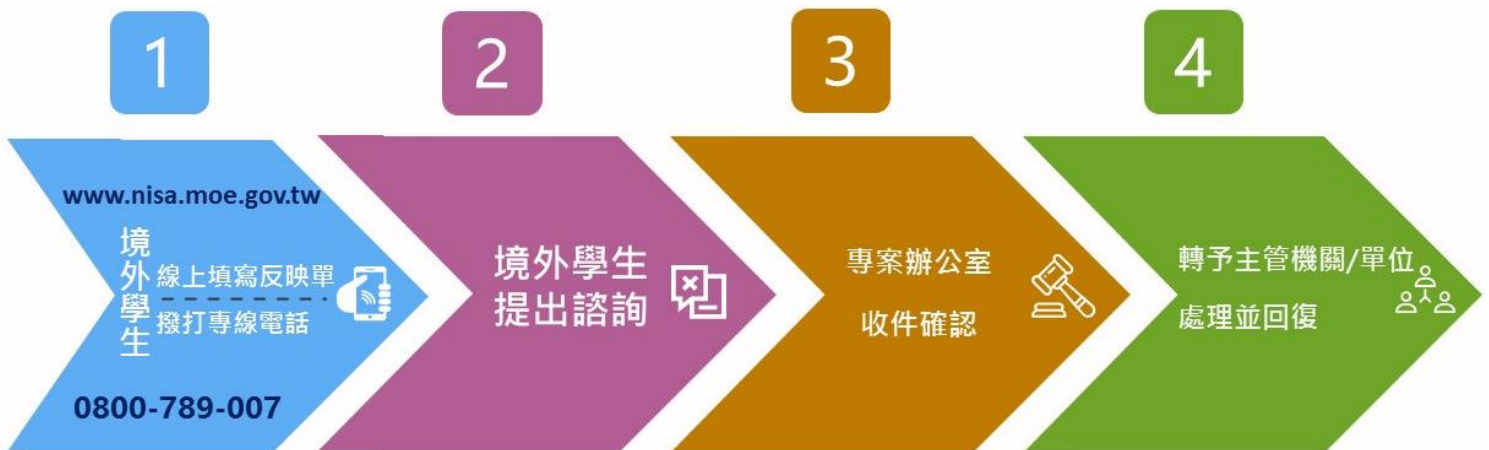 1
www.nisa.moe.gov.tw
境外學生
線上填寫反映單
撥打專線電話
0800-789-007
2
境外學生
提出諮詢
3
專案辦公室
收件確認
4
轉予主管機關/單位
處理並回復